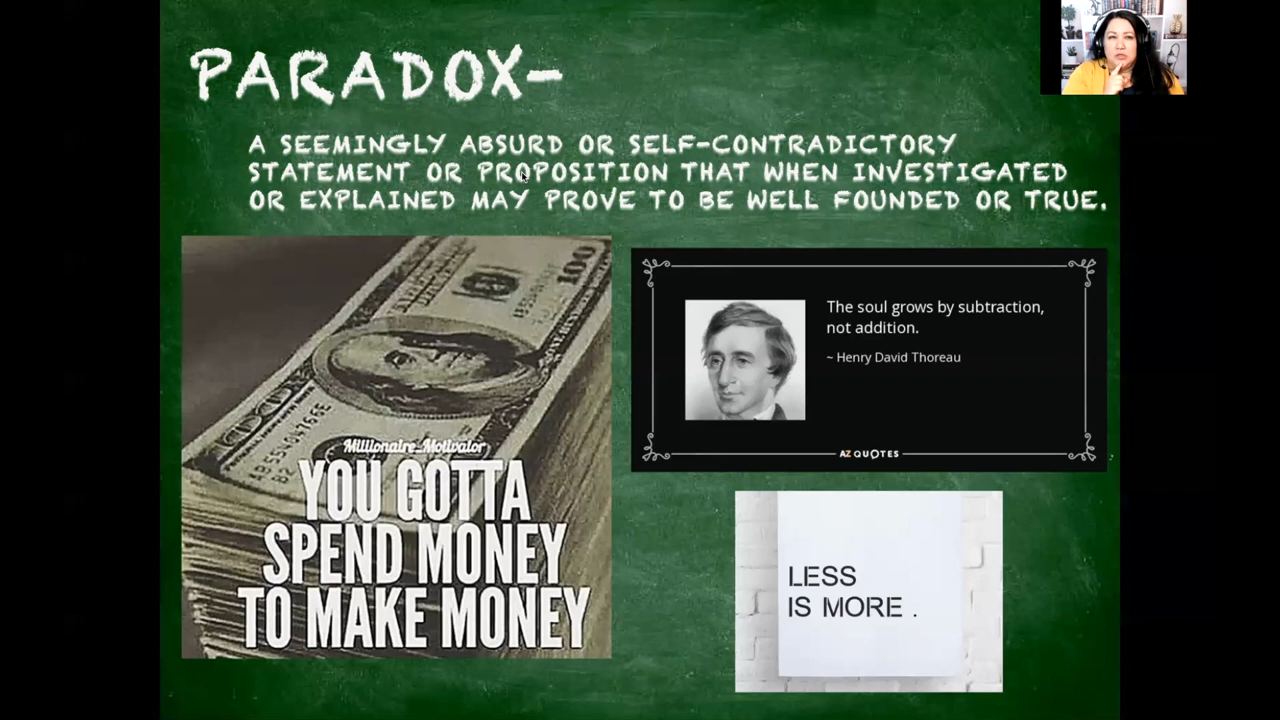 PARADOX-
A SEEMINGLY ABSURD OR SELF-CONTRADICTORY
STATEMENT OR PROPOSITION THAT WHEN INVESTIGATED
OR EXPLAINED MAY PROVE TO BE WELL FOUNDED OR TRUE.
100
Millionaire_Motivator
YOU GOTTA
SPEND MONEY
TO MAKE MONEY
The soul grows by subtraction,
not addition.
~ Henry David Thoreau
AZ QUOTES
LESS
IS MORE .